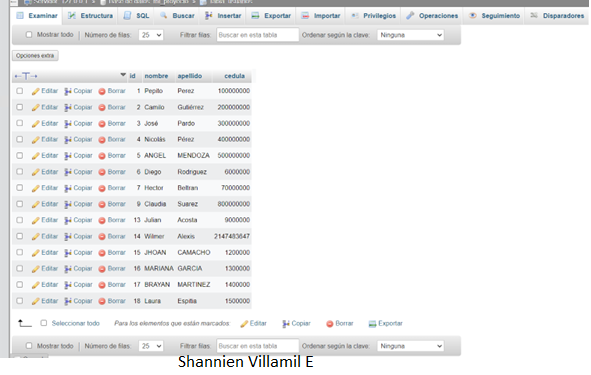 Examinar Estructura SQL Buscar Insertar Exportar Importar Privilegios Operaciones Seguimiento Disparadores
Mostrar todo Número de filas: 25 Filtrar filas: Buscar en esta tabla Ordenar según la clave: Ninguna
Opciones extra
←T→ id nombre apellido cedula
Editar Copiar Borrar 1 Pepito Perez 100000000
Editar Copiar Borrar 2 Camilo Gutiérrez 200000000
Editar Copiar Borrar 3 José Pardo 300000000
Editar Copiar Borrar 4 Nicolás Pérez 400000000
Editar Copiar Borrar 5 ANGEL MENDOZA 500000000
Editar Copiar Borrar 6 Diego Rodriguez 6000000
Editar Copiar Borrar 7 Hector Beltran 70000000
Editar Copiar Borrar 9 Claudia Suarez 800000000
Editar Copiar Borrar 13 Julian Acosta 9000000
Editar Copiar Borrar 14 Wilmer Alexis 2147483647
Editar Copiar Borrar 15 JHOAN CAMACHO 1200000
Editar Copiar Borrar 16 MARIANA GARCIA 1300000
Editar Copiar Borrar 17 BRAYAN MARTINEZ 1400000
Editar Copiar Borrar 18 Laura Espitia 1500000
Seleccionar todo Para los elementos que están marcados: Editar Copiar Borrar Exportar
Mostrar todo Número de filas: 25 Filtrar filas: Buscar en esta tabla Ordenar según la clave: Ninguna
Shannien Villamil E